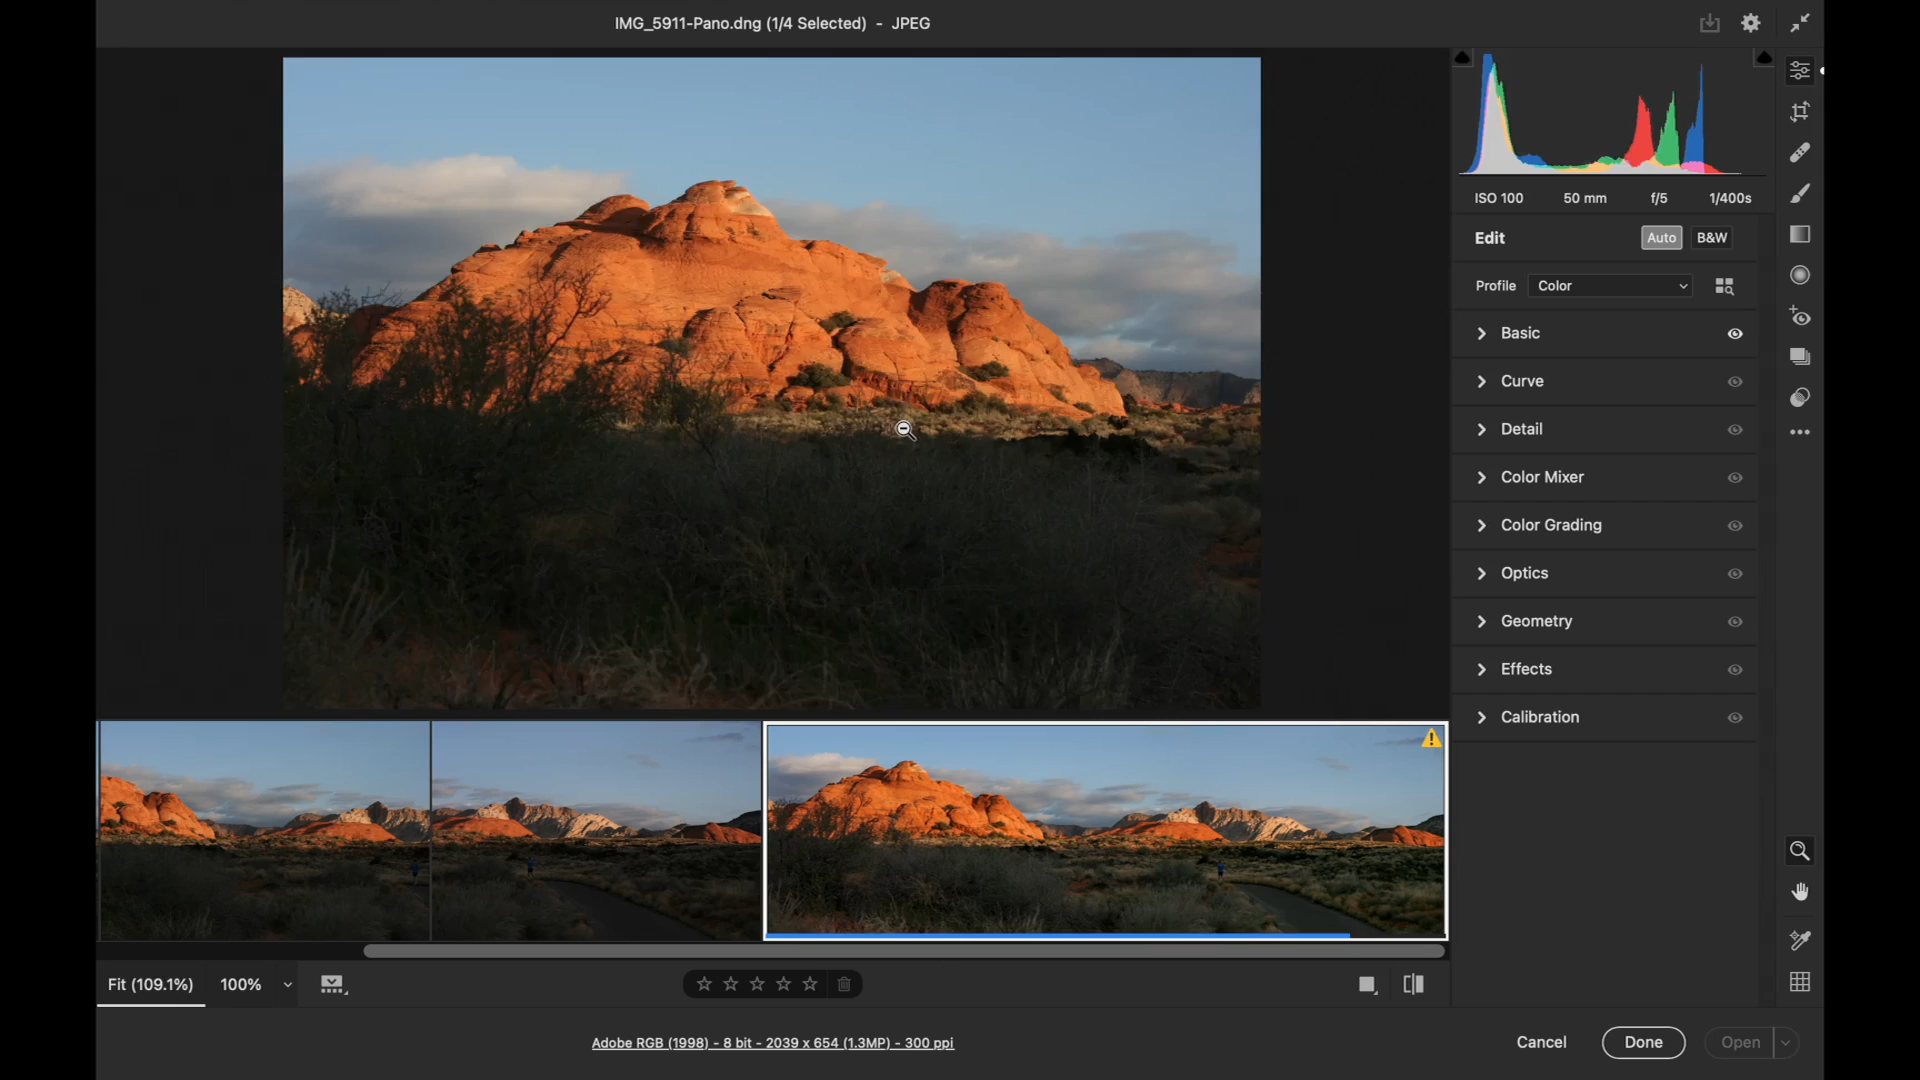 IMG_5911-Pano.dng (1/4 Selected) - JPEG
ISO 100 50 mm f/5 1/400s
Edit Auto B&W
Profile Color
Basic
Curve
Detail
Color Mixer
Color Grading
Optics
Geometry
Effects
Calibration
Fit (109.1%) 100%
Adobe RGB (1998) - 8 bit - 2039 x 654 (1.3MP) - 300 ppi
Cancel Done Open